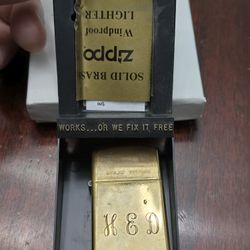 SOLID BRASS
zippo
Windproof
LIGHTER
WORKS...OR WE FIX IT FREE